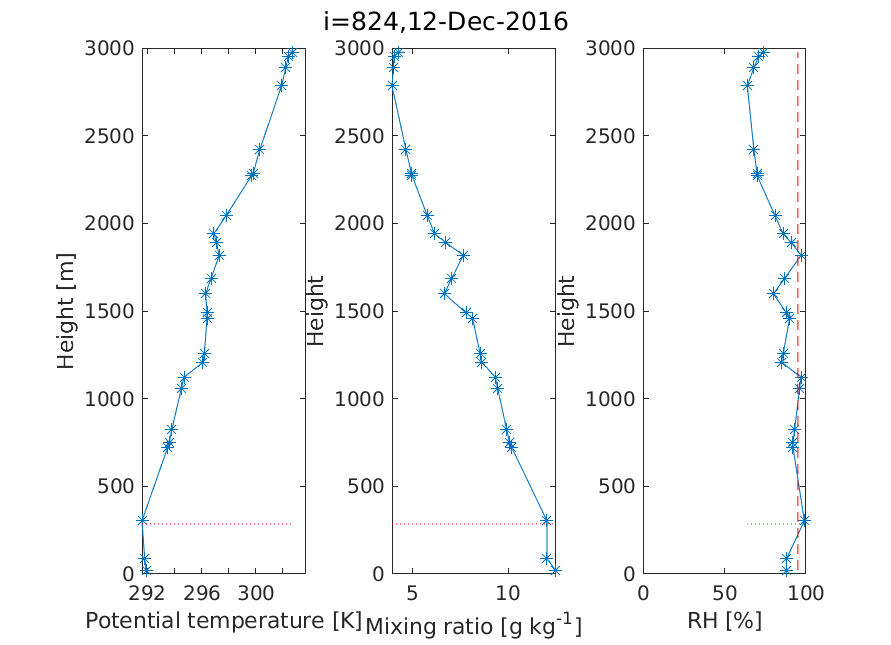 i=824,12-Dec-2016
3000
2500
2000
1500
1000
500
0
Height [m]
292 296 300
Potential temperature [K]
3000
2500
2000
1500
1000
500
0
Height
5 10
Mixing ratio [g kg-1]
3000
2500
2000
1500
1000
500
0
Height
0 50 100
RH [%]